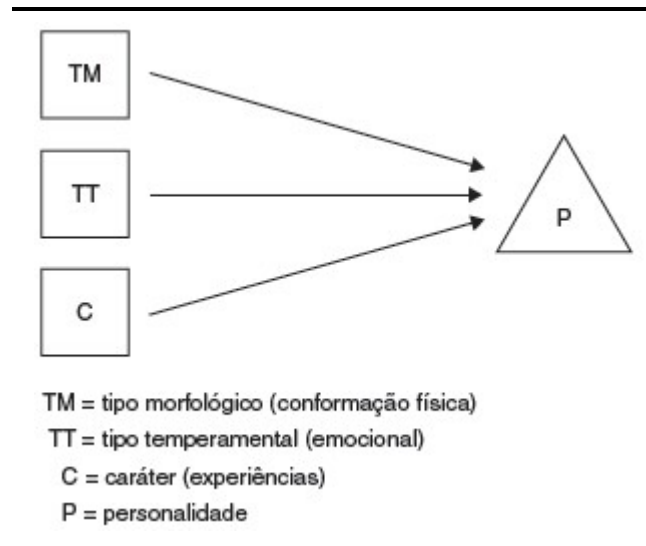 TM
TT
P
C
TM = tipo morfológico (conformação física)
TT = tipo temperamental (emocional)
C = caráter (experiências)
P = personalidade